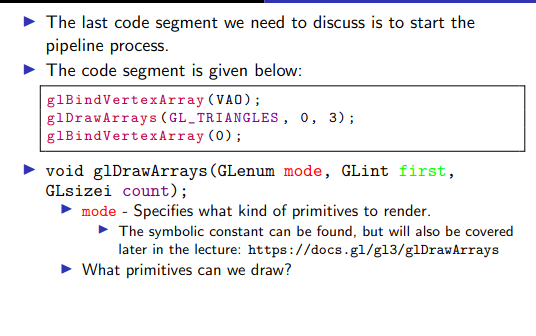 The last code segment we need to discuss is to start the
pipeline process.
The code segment is given below:
glBindVertexArray(VAO);
glDrawArrays(GL_TRIANGLES, 0, 3);
glBindVertexArray(0);
void glDrawArrays(GLenum mode, GLint first,
GLsizei count);
mode - Specifies what kind of primitives to render.
The symbolic constant can be found, but will also be covered
later in the lecture: https://docs.gl/gl3/glDrawArrays
What primitives can we draw?